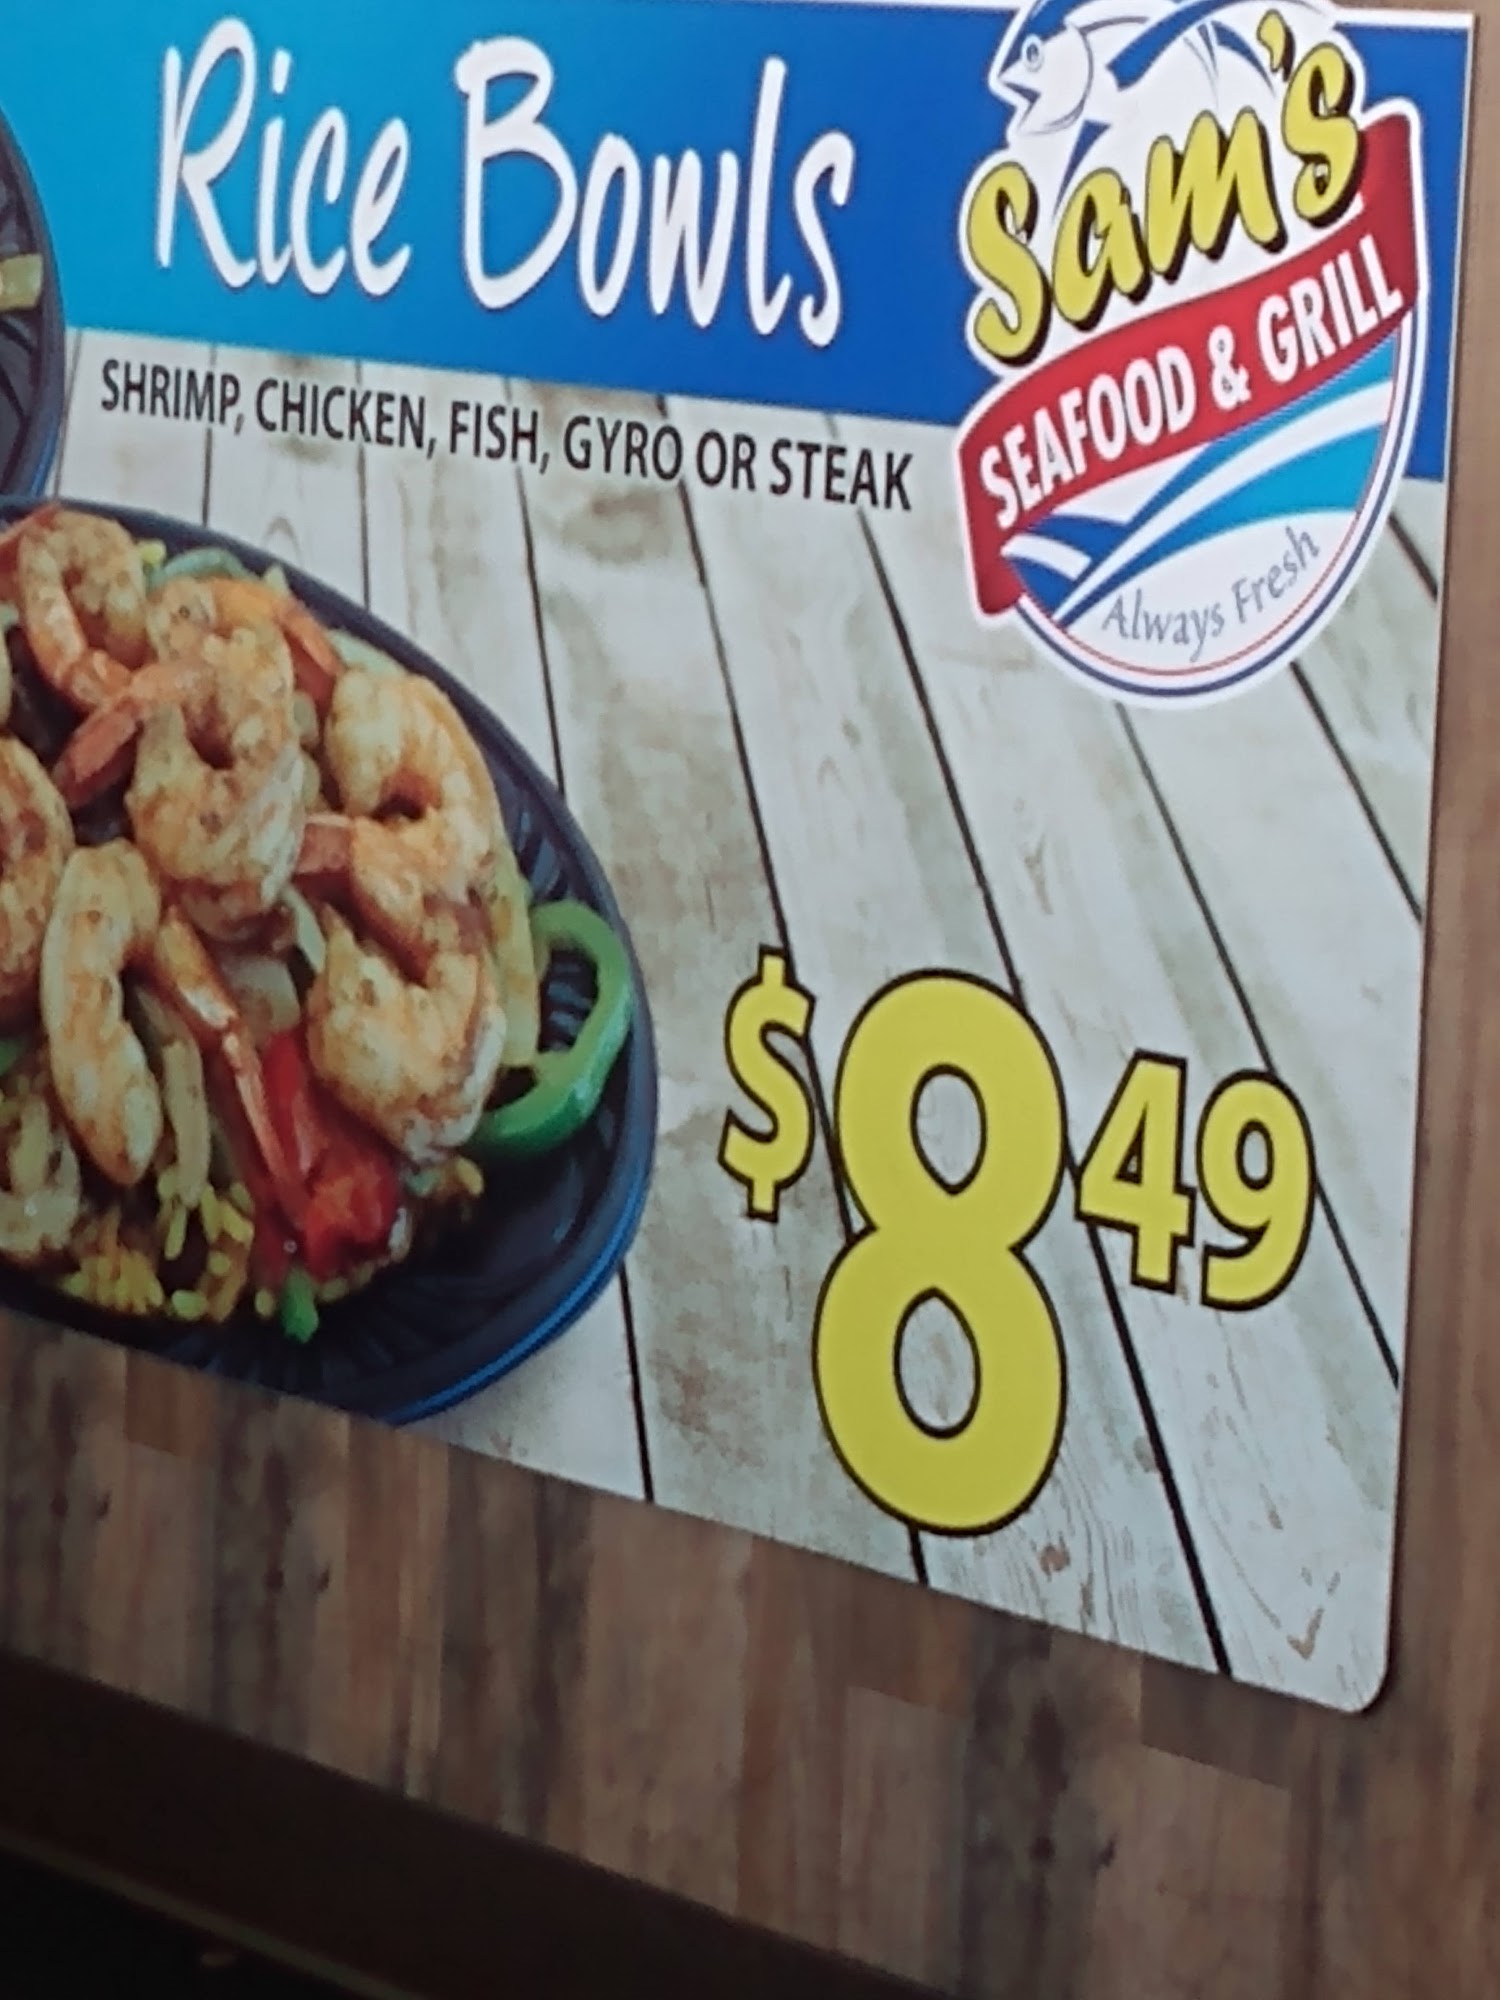 Rice Bowls
SHRIMP, CHICKEN, FISH, GYRO OR STEAK
Sam's
SEAFOOD & GRILL
Always Fresh
$8 49